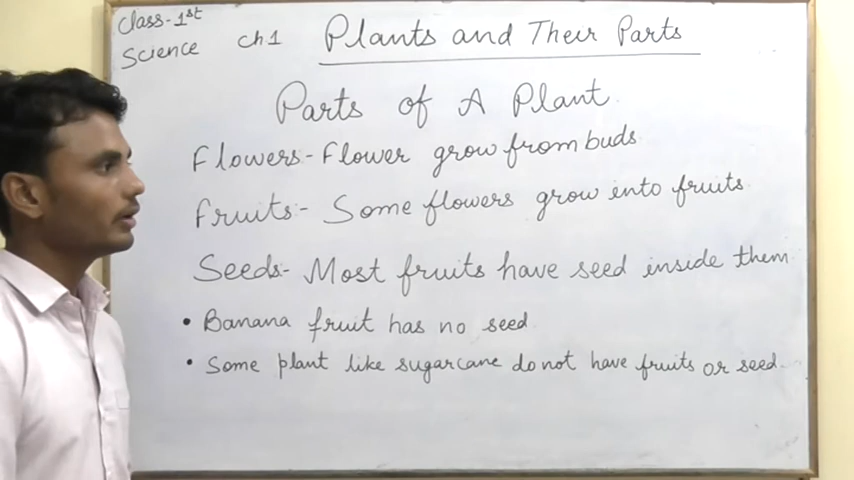 Class-1st
Science
Ch1
Plants and Their Parts
Parts of A Plant
Flowers- Flower grow from buds
Fruits- Some flowers grow into fruits
Seeds- Most fruits have seed inside them
• Banana fruit has no seed
• Some plant like sugarcane do not have fruits or seed